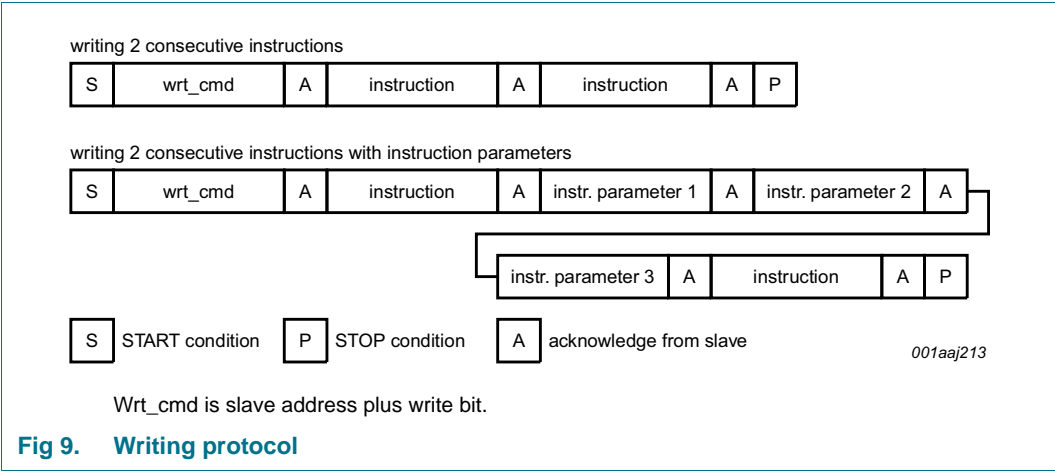 writing 2 consecutive instructions
S wrt_cmd A instruction A instruction A P
writing 2 consecutive instructions with instruction parameters
S wrt_cmd A instruction A instr. parameter 1 A instr. parameter 2 A
instr. parameter 3 A instruction A P
S START condition P STOP condition A acknowledge from slave
001aaj213
Wrt_cmd is slave address plus write bit.
Fig 9. Writing protocol